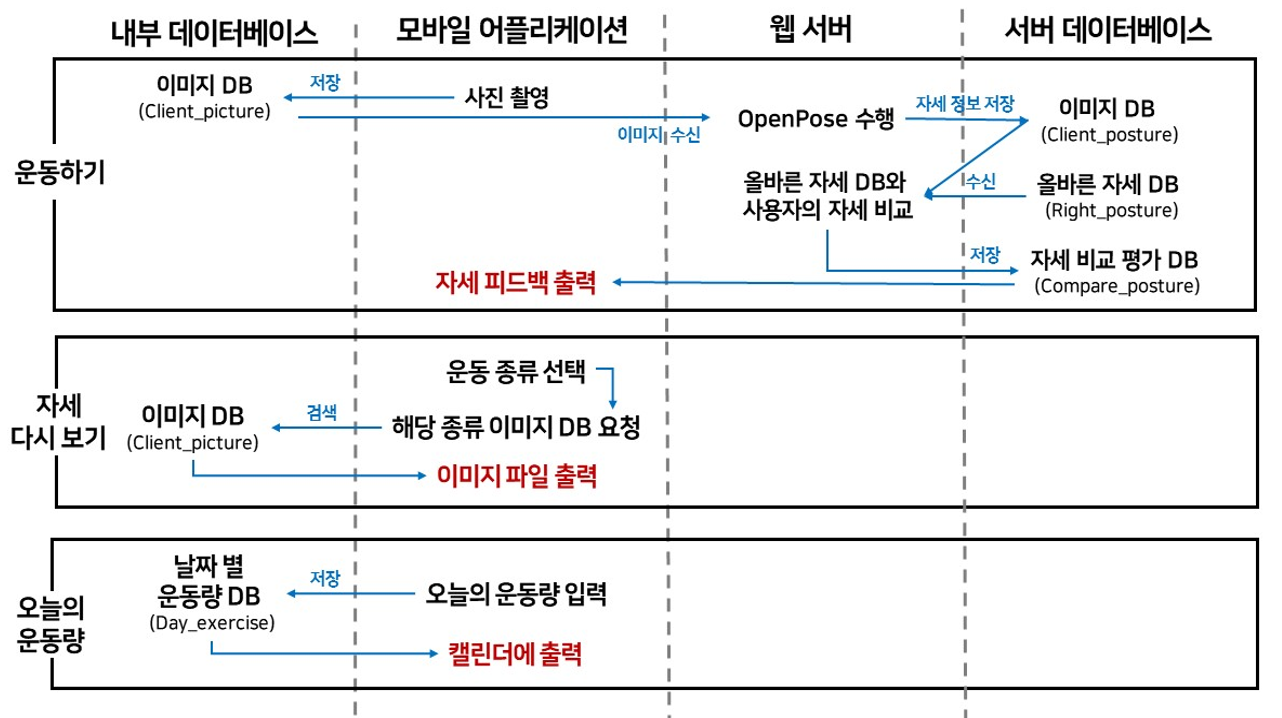 내부 데이터베이스
모바일 어플리케이션
웹 서버
서버 데이터베이스
운동하기
이미지 DB
(Client_picture)
저장
사진 촬영
이미지 수신
OpenPose 수행
자세 정보 저장
이미지 DB
(Client_posture)
올바른 자세 DB와
사용자의 자세 비교
수신
올바른 자세 DB
(Right_posture)
저장
자세 비교 평가 DB
(Compare_posture)
자세 피드백 출력
자세
다시 보기
운동 종류 선택
이미지 DB
(Client_picture)
검색
해당 종류 이미지 DB 요청
이미지 파일 출력
오늘의
운동량
날짜 별
운동량 DB
(Day_exercise)
저장
오늘의 운동량 입력
캘린더에 출력